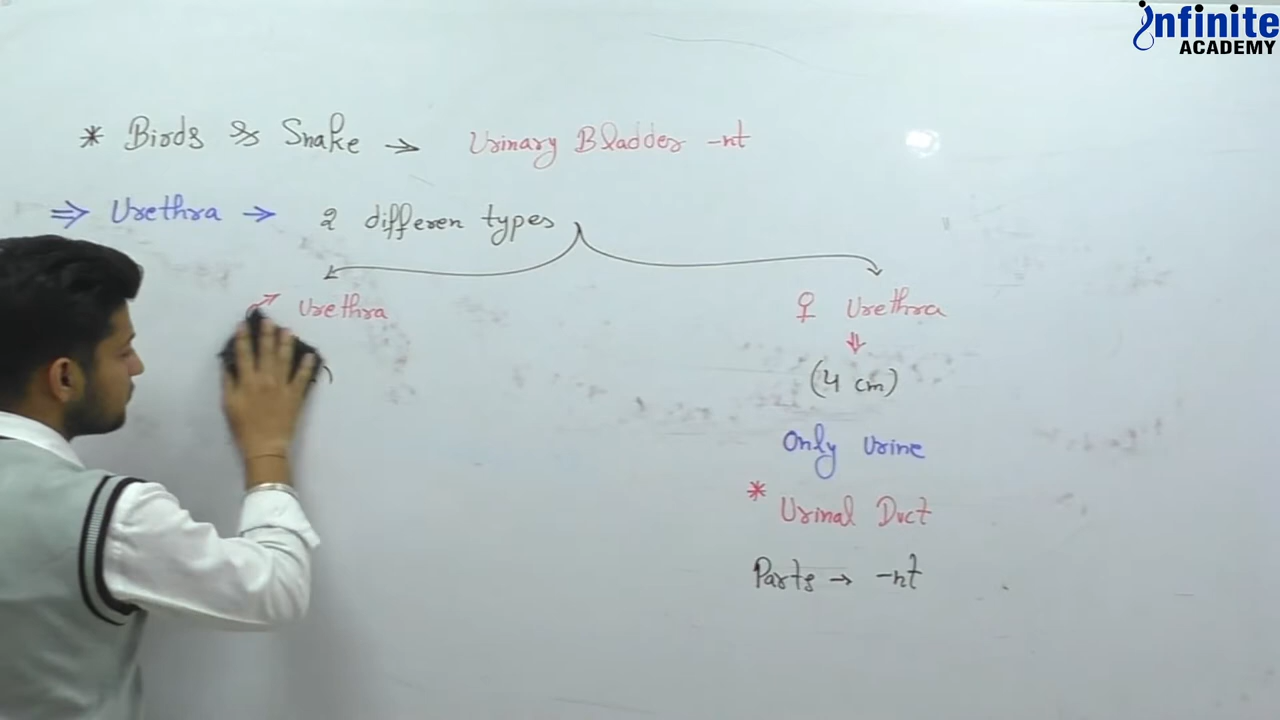 infinite
ACADEMY
* Birds & Snake → Urinary Bladder -nt
⇒ Urethra → 2 differen types
♂ Urethra
♀ Urethra
⇓
(4 cm)
Only Urine
* Urinal Duct
Parts → -nt